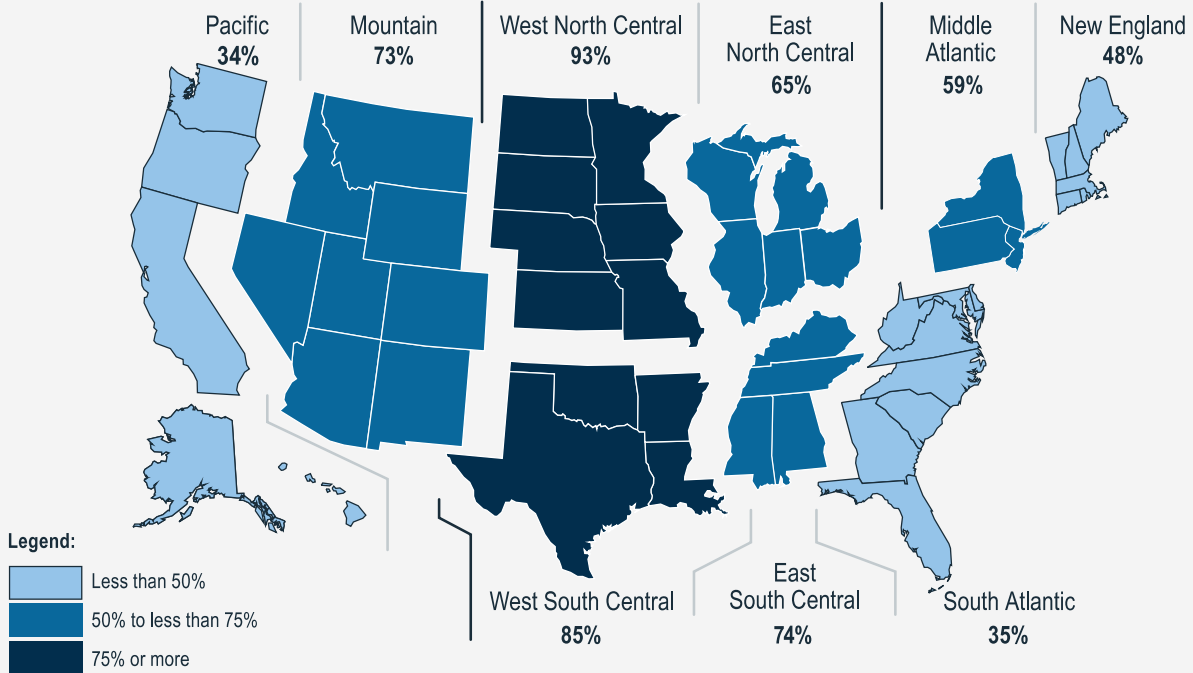 Pacific
34%
Mountain
73%
West North Central
93%
East
North Central
65%
Middle
Atlantic
59%
New England
48%
Legend:
Less than 50%
50% to less than 75%
75% or more
West South Central
85%
East
South Central
74%
South Atlantic
35%